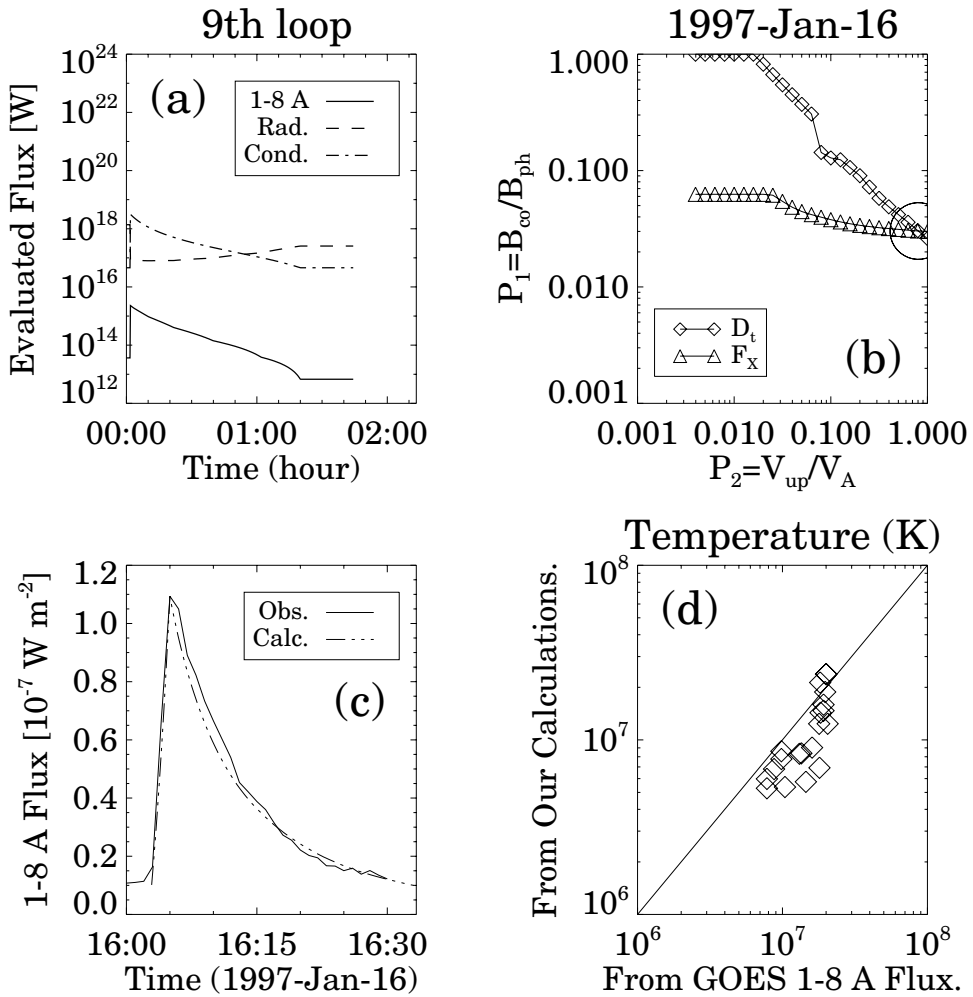 9th loop
Evaluated Flux [W]
10^24
10^22
10^20
10^18
10^16
10^14
10^12
(a)
1-8 A
Rad.
Cond.
00:00 01:00 02:00
Time (hour)
1997-Jan-16
P_1=B_co/B_ph
1.000
0.100
0.010
0.001
D_t
F_X
(b)
0.001 0.010 0.100 1.000
P_2=V_up/V_A
1-8 A Flux [10^-7 W m^-2]
1.2
1.0
0.8
0.6
0.4
0.2
0.0
Obs.
Calc.
(c)
16:00 16:15 16:30
Time (1997-Jan-16)
Temperature (K)
From Our Calculations.
10^8
10^7
10^6
(d)
10^6 10^7 10^8
From GOES 1-8 A Flux.